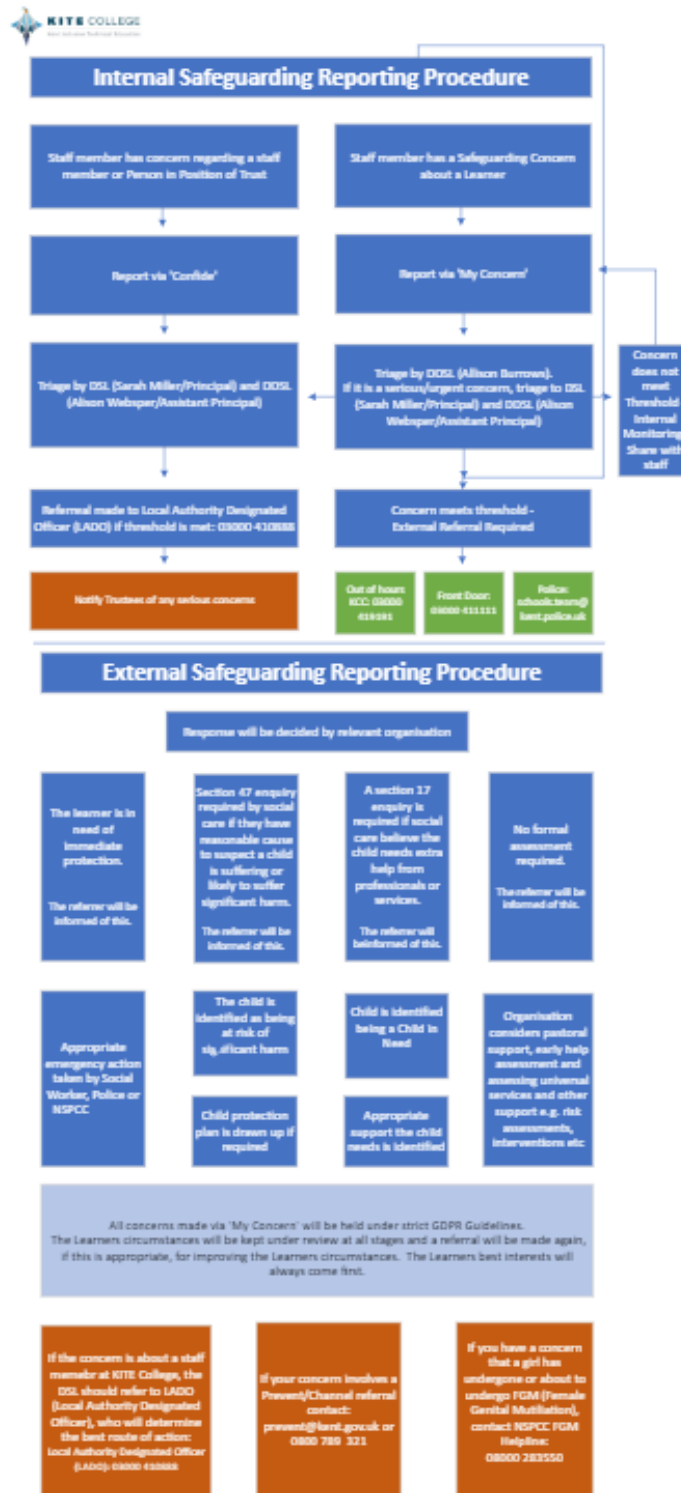 KITE COLLEGE
Internal Safeguarding Reporting Procedure
Staff member has concern regarding a staff
member or Person in Position of Trust
Staff member has a Safeguarding Concern
about a Learner
Report via 'Confide'
Report via 'My Concern'
Triage by DSL (Sarah Miller/Principal) and DDSL
(Alison Websper/Assistant Principal)
Triage by DDSL (Allison Burrows).
If it is a serious/urgent concern, triage to DSL
(Sarah Miller/Principal) and DDSL (Alison
Websper/Assistant Principal)
Concern
does not
meet
Threshold
Internal
Monitoring
Share with
staff
Referreal made to Local Authority Designated
Officer (LADO) if threshold is met: 03000 410888
Concern meets threshold -
External Referral Required
Notify Trustees of any serious concerns
Out of hours
KCC: 03000
419191
Front Door:
03000 411111
Police:
schools.team@
kent.police.uk
External Safeguarding Reporting Procedure
Response will be decided by relevant organisation
The learner is in
need of
immediate
protection.
The referrer will be
informed of this.
Section 47 enquiry
required by social
care if they have
reasonable cause
to suspect a child
is suffering or
likely to suffer
significant harm.
The referrer will be
informed of this.
A section 17
enquiry is
required if social
care believe the
child needs extra
help from
professionals or
services.
The referrer will
beinformed of this.
No formal
assessment
required.
The referrer will be
informed of this.
Appropriate
emergency action
taken by Social
Worker, Police or
NSPCC
The child is
identified as being
at risk of
sig,.ificant harm
Child protection
plan is drawn up if
required
Child is identified
being a Child in
Need
Appropriate
support the child
needs is identified
Organisation
considers pastoral
support, early help
assessment and
assessing universal
services and other
support e.g. risk
assessments,
interventions etc
All concerns made via 'My Concern' will be held under strict GDPR Guidelines.
The Learners circumstances will be kept under review at all stages and a referral will be made again,
if this is appropriate, for improving the Learners circumstances. The Learners best interests will
always come first.
If the concern is about a staff
memebr at KITE College, the
DSL should refer to LADO
(Local Authority Designated
Officer), who will determine
the best route of action:
Local Authority Designated Officer
(LADO): 03000 410888
If your concern involves a
Prevent/Channel referral
contact:
prevent@kent.gov.uk or
0800 789 321
If you have a concern
that a girl has
undergone or about to
undergo FGM (Female
Genital Mutiliation),
contact NSPCC FGM
Helpline:
08000 283550